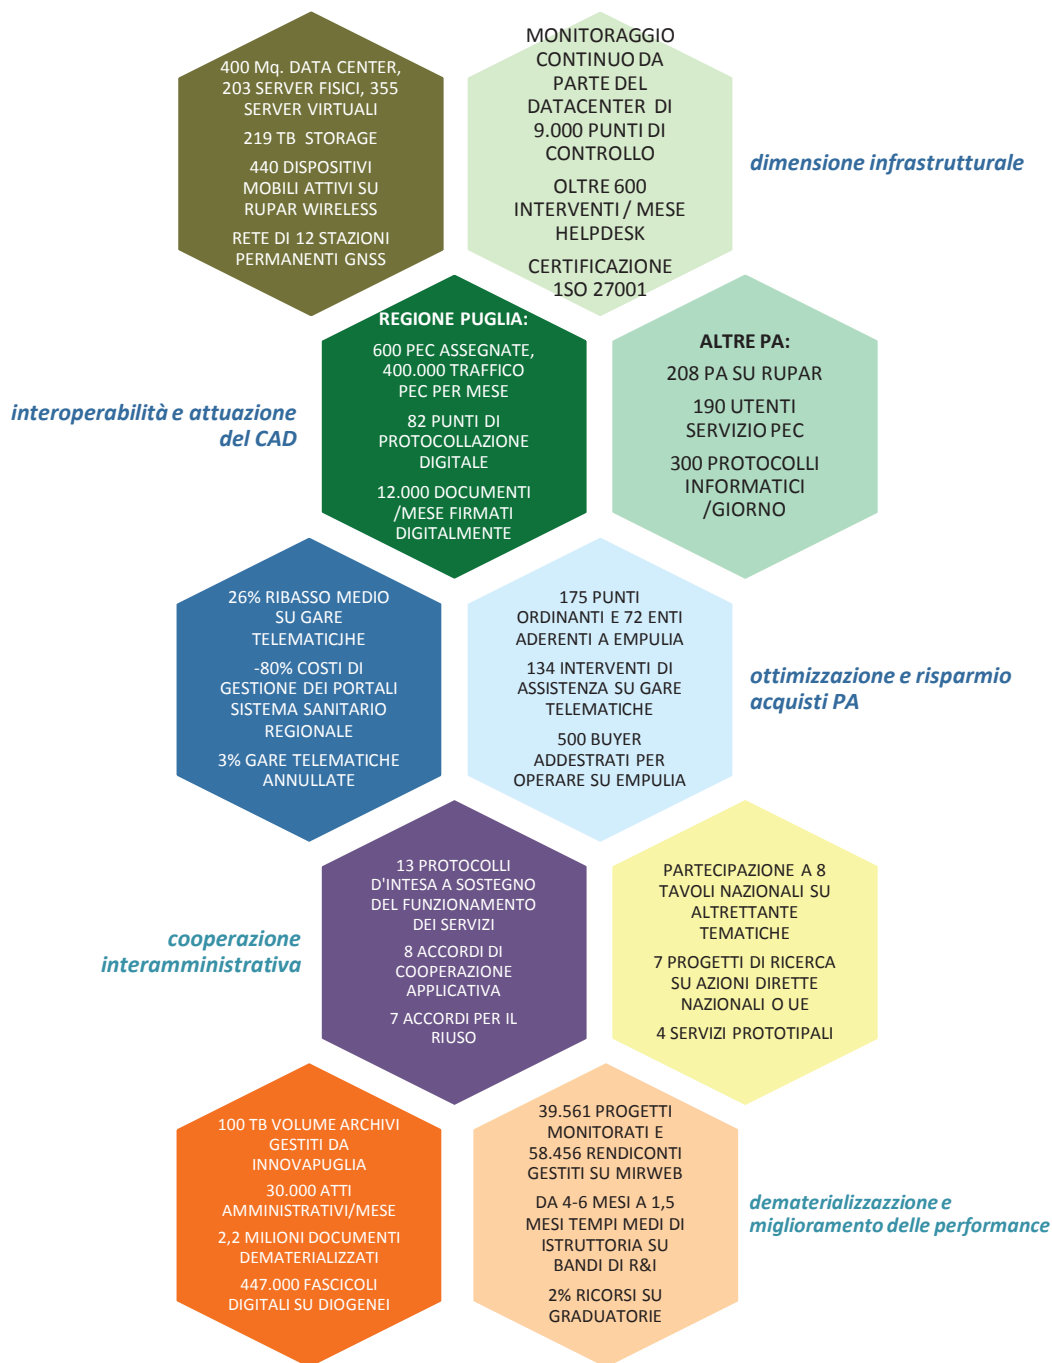 400 Mq. DATA CENTER,
203 SERVER FISICI, 355
SERVER VIRTUALI
219 TB STORAGE
440 DISPOSITIVI
MOBILI ATTIVI SU
RUPAR WIRELESS
RETE DI 12 STAZIONI
PERMANENTI GNSS
MONITORAGGIO
CONTINUO DA
PARTE DEL
DATACENTER DI
9.000 PUNTI DI
CONTROLLO
OLTRE 600
INTERVENTI / MESE
HELPDESK
CERTIFICAZIONE
1SO 27001
dimensione infrastrutturale
interoperabilità e attuazione
del CAD
REGIONE PUGLIA:
600 PEC ASSEGNATE,
400.000 TRAFFICO
PEC PER MESE
82 PUNTI DI
PROTOCOLLAZIONE
DIGITALE
12.000 DOCUMENTI
/MESE FIRMATI
DIGITALMENTE
ALTRE PA:
208 PA SU RUPAR
190 UTENTI
SERVIZIO PEC
300 PROTOCOLLI
INFORMATICI
/GIORNO
26% RIBASSO MEDIO
SU GARE
TELEMATICJHE
-80% COSTI DI
GESTIONE DEI PORTALI
SISTEMA SANITARIO
REGIONALE
3% GARE TELEMATICHE
ANNULLATE
175 PUNTI
ORDINANTI E 72 ENTI
ADERENTI A EMPULIA
134 INTERVENTI DI
ASSISTENZA SU GARE
TELEMATICHE
500 BUYER
ADDESTRATI PER
OPERARE SU EMPULIA
ottimizzazione e risparmio
acquisti PA
cooperazione
interamministrativa
13 PROTOCOLLI
D'INTESA A SOSTEGNO
DEL FUNZIONAMENTO
DEI SERVIZI
8 ACCORDI DI
COOPERAZIONE
APPLICATIVA
7 ACCORDI PER IL
RIUSO
PARTECIPAZIONE A 8
TAVOLI NAZIONALI SU
ALTRETTANTE
TEMATICHE
7 PROGETTI DI RICERCA
SU AZIONI DIRETTE
NAZIONALI O UE
4 SERVIZI PROTOTIPALI
100 TB VOLUME ARCHIVI
GESTITI DA
INNOVAPUGLIA
30.000 ATTI
AMMINISTRATIVI/MESE
2,2 MILIONI DOCUMENTI
DEMATERIALIZZATI
447.000 FASCICOLI
DIGITALI SU DIOGENEI
39.561 PROGETTI
MONITORATI E
58.456 RENDICONTI
GESTITI SU MIRWEB
DA 4-6 MESI A 1,5
MESI TEMPI MEDI DI
ISTRUTTORIA SU
BANDI DI R&I
2% RICORSI SU
GRADUATORIE
dematerializzazzione e
miglioramento delle performance